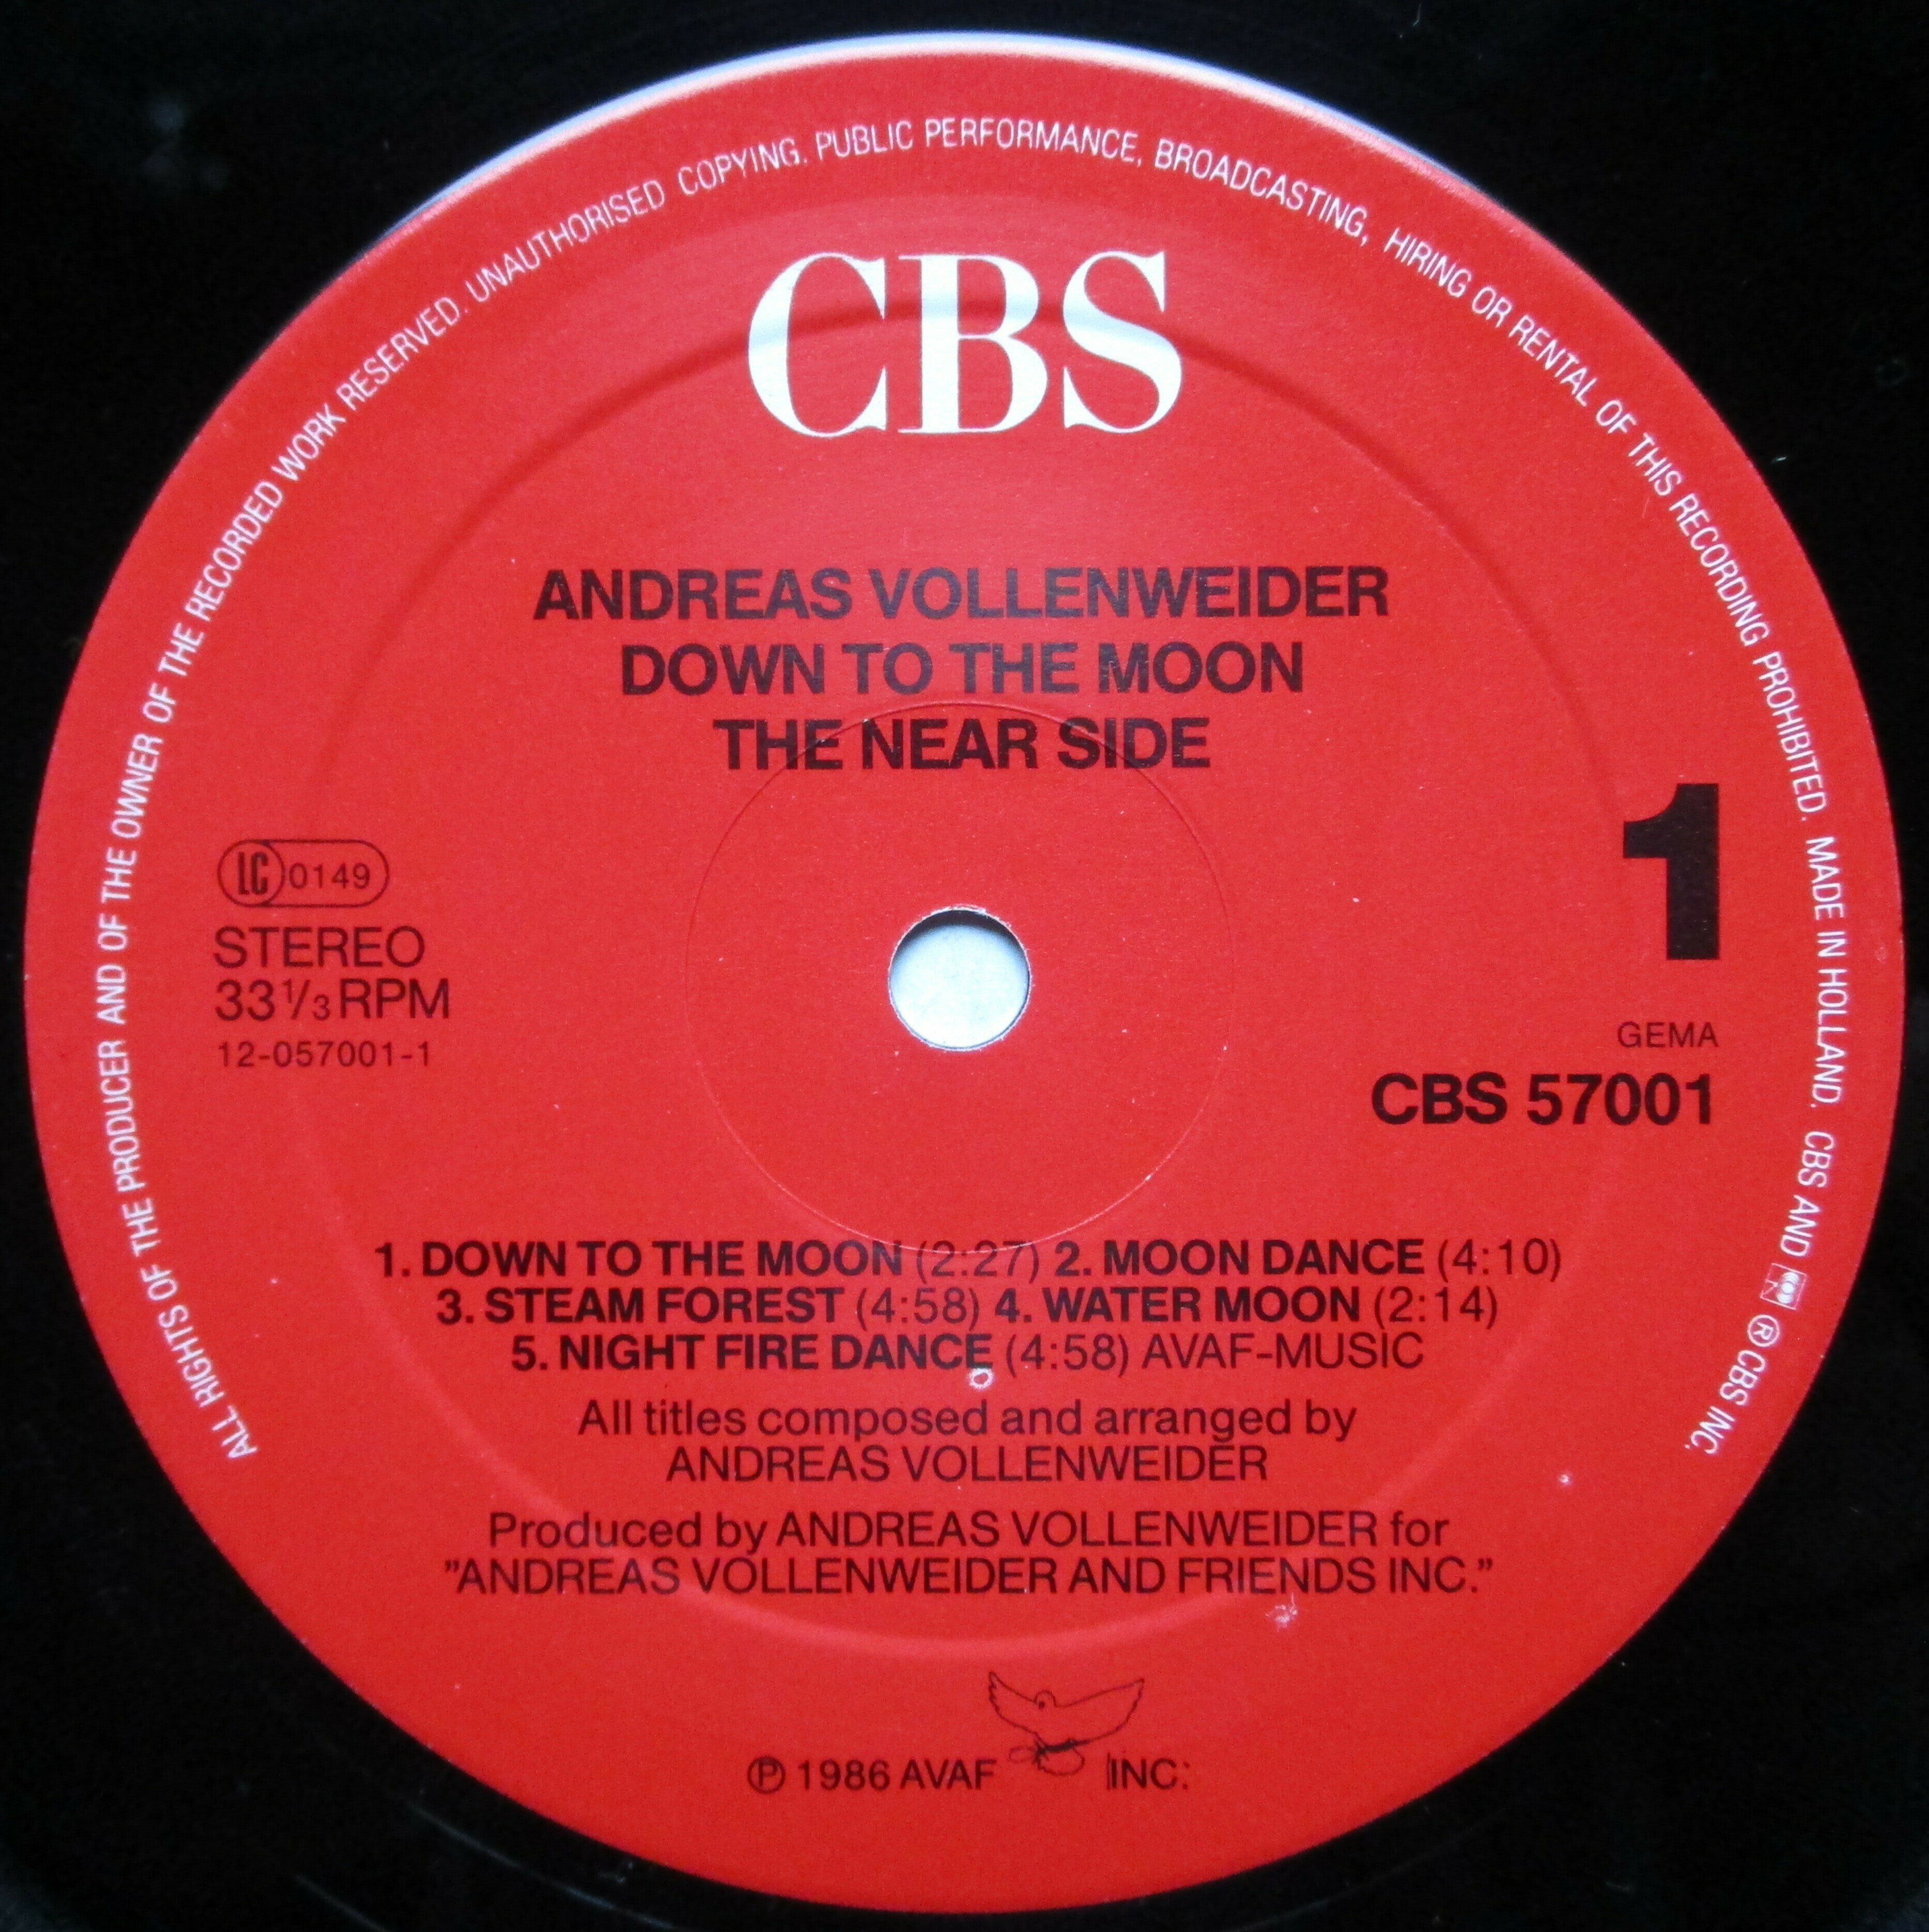 ALL RIGHTS OF THE PRODUCER AND OF THE OWNER OF THE RECORDED WORK RESERVED. UNAUTHORISED COPYING. PUBLIC PERFORMANCE, BROADCASTING, HIRING OR RENTAL OF THIS RECORDING PROHIBITED. MADE IN HOLLAND. CBS AND ® CBS INC.
CBS
ANDREAS VOLLENWEIDER
DOWN TO THE MOON
THE NEAR SIDE
1
LC 0149
STEREO
33 1/3 RPM
12-057001-1
GEMA
CBS 57001
1. DOWN TO THE MOON (2:27) 2. MOON DANCE (4:10)
3. STEAM FOREST (4:58) 4. WATER MOON (2:14)
5. NIGHT FIRE DANCE (4:58) AVAF-MUSIC
All titles composed and arranged by
ANDREAS VOLLENWEIDER
Produced by ANDREAS VOLLENWEIDER for
”ANDREAS VOLLENWEIDER AND FRIENDS INC.”
℗ 1986 AVAF INC.